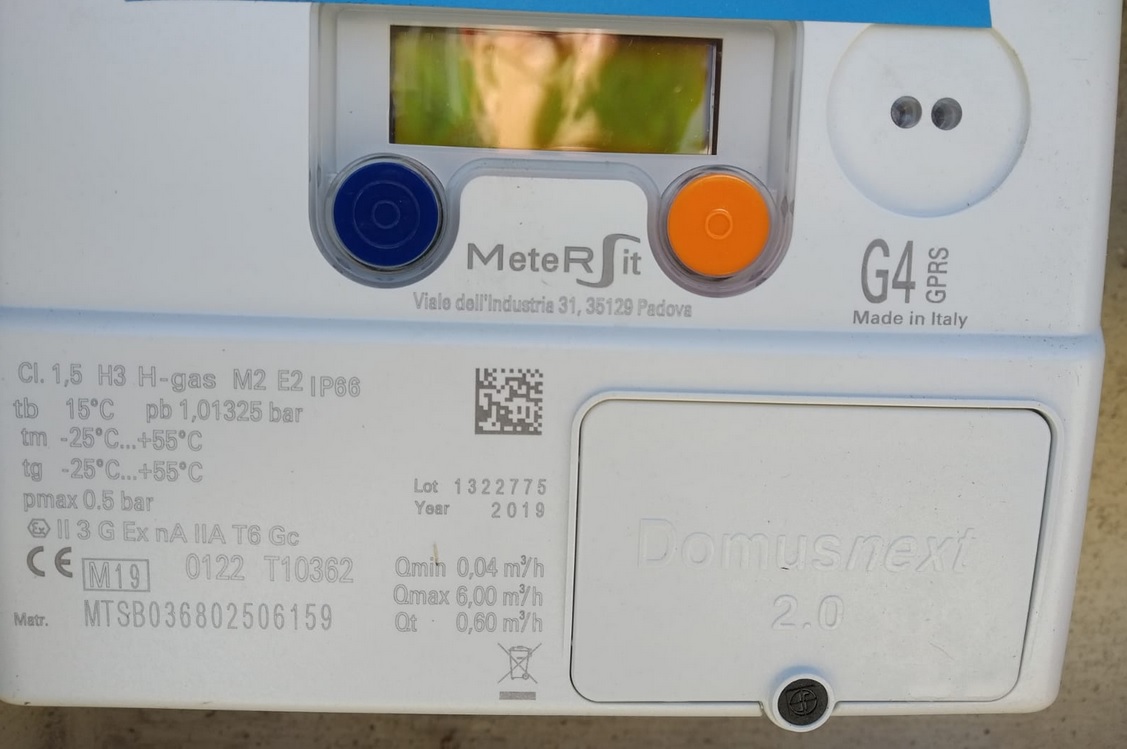 MeteRSit
Viale dell'Industria 31, 35129 Padova
G4 GPRS
Made in Italy
Cl. 1,5 H3 H-gas M2 E2 IP66
tb 15°C pb 1,01325 bar
tm -25°C...+55°C
tg -25°C...+55°C
pmax 0.5 bar
Ex II 3 G Ex nA IIA T6 Gc
CE M19 0122 T10362
Matr. MTSB036802506159
Lot 1322775
Year 2019
Qmin 0,04 m³/h
Qmax 6,00 m³/h
Qt 0,60 m³/h
Domusnext
2.0